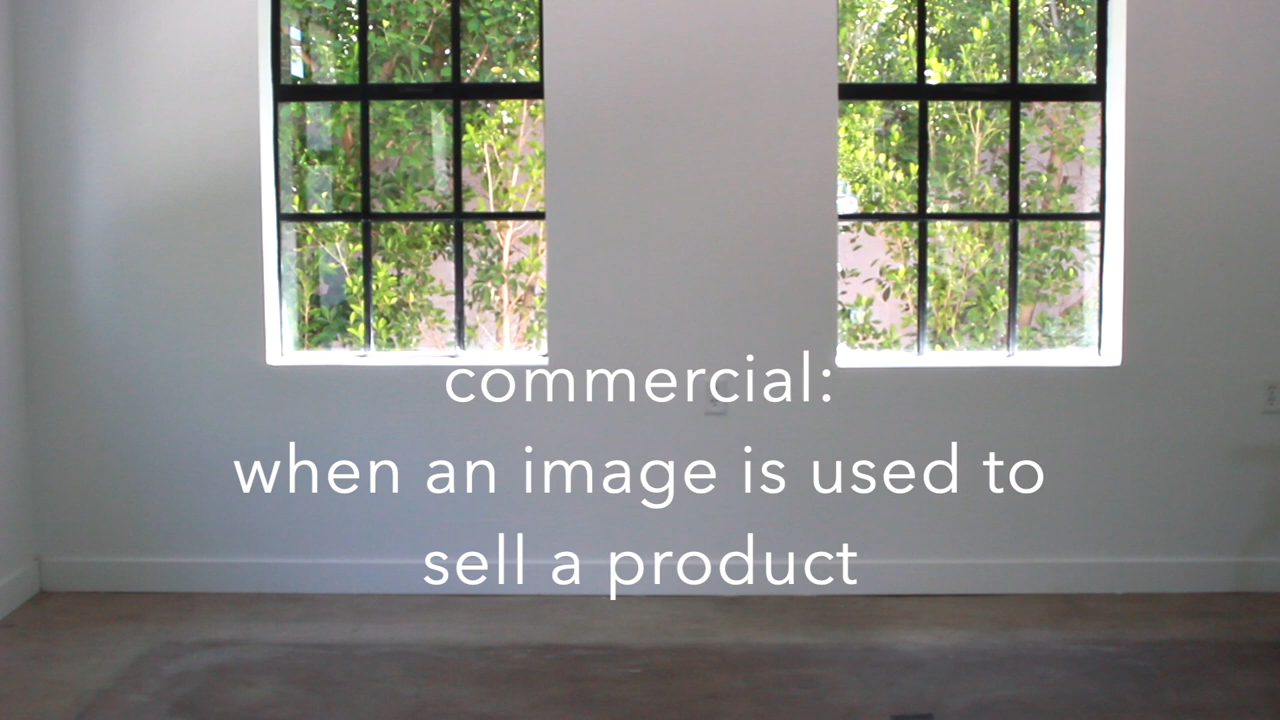 commercial:
when an image is used to
sell a product